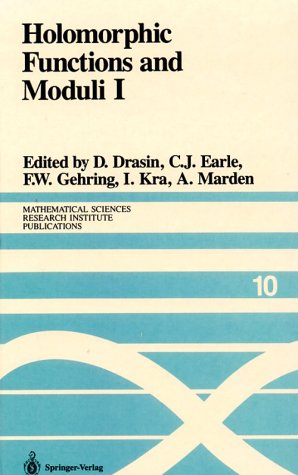 Holomorphic
Functions and
Moduli I
Edited by D. Drasin, C.J. Earle,
F.W. Gehring, I. Kra, A. Marden
MATHEMATICAL SCIENCES
RESEARCH INSTITUTE
PUBLICATIONS
10
Springer-Verlag